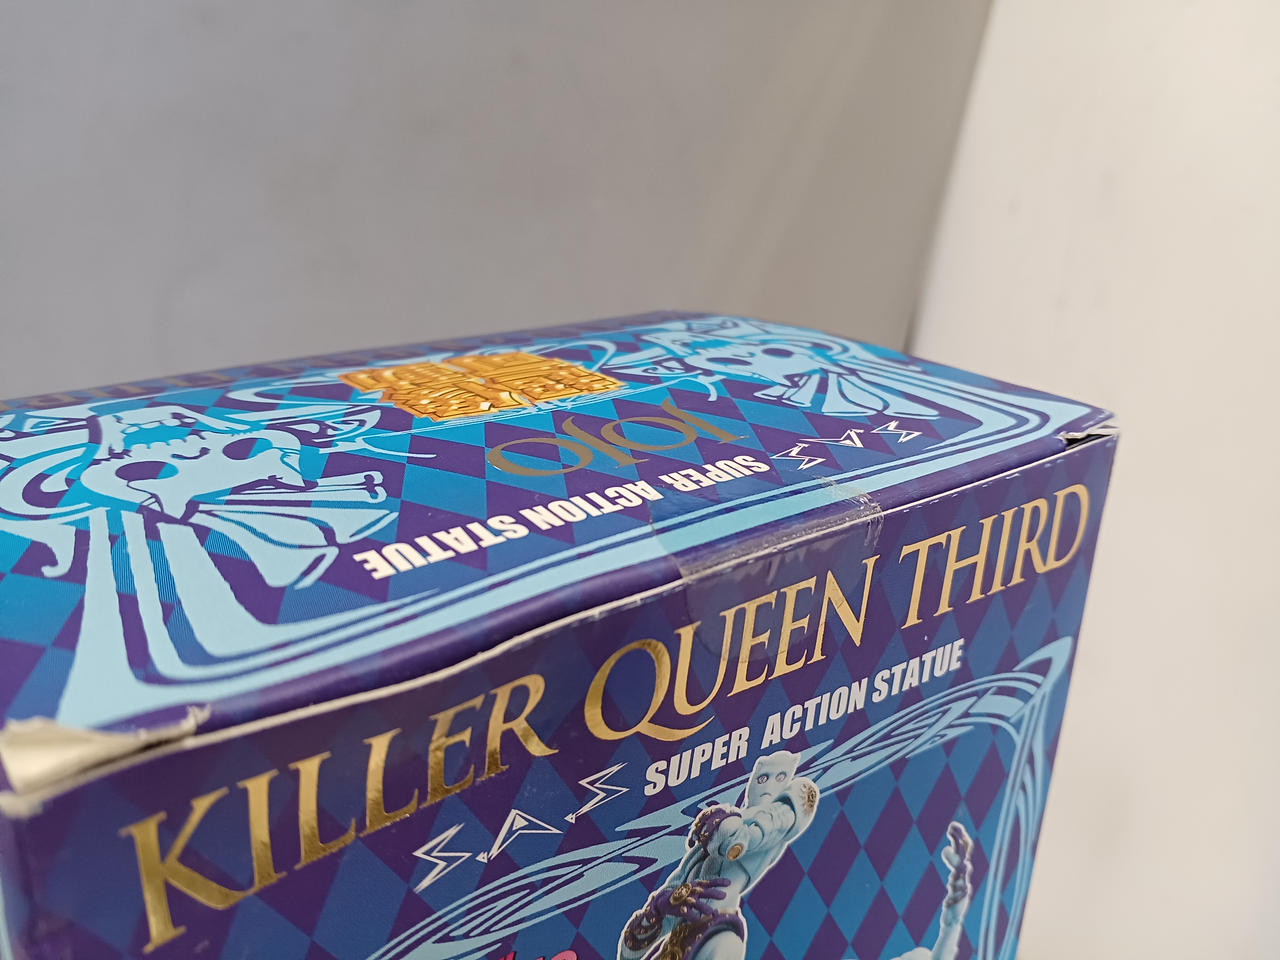 JOJO
S.A.S
SUPER ACTION STATUE
KILLER QUEEN THIRD
S.A.S SUPER ACTION STATUE